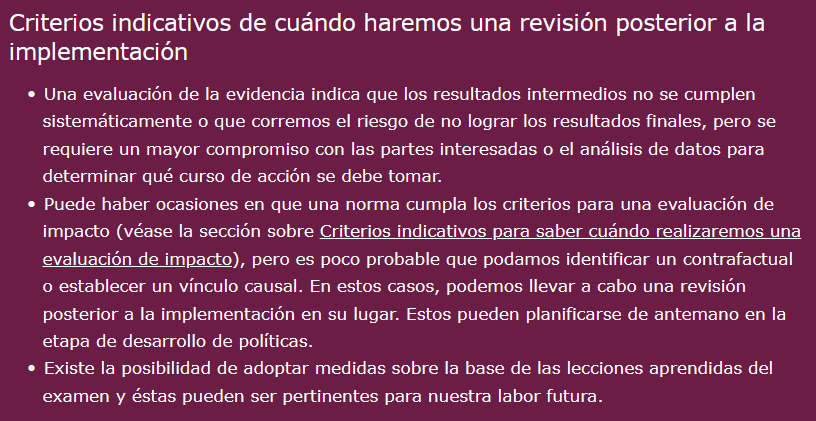 Criterios indicativos de cuándo haremos una revisión posterior a la
implementación
• Una evaluación de la evidencia indica que los resultados intermedios no se cumplen
sistemáticamente o que corremos el riesgo de no lograr los resultados finales, pero se
requiere un mayor compromiso con las partes interesadas o el análisis de datos para
determinar qué curso de acción se debe tomar.
• Puede haber ocasiones en que una norma cumpla los criterios para una evaluación de
impacto (véase la sección sobre Criterios indicativos para saber cuándo realizaremos una
evaluación de impacto), pero es poco probable que podamos identificar un contrafactual
o establecer un vínculo causal. En estos casos, podemos llevar a cabo una revisión
posterior a la implementación en su lugar. Estos pueden planificarse de antemano en la
etapa de desarrollo de políticas.
• Existe la posibilidad de adoptar medidas sobre la base de las lecciones aprendidas del
examen y éstas pueden ser pertinentes para nuestra labor futura.